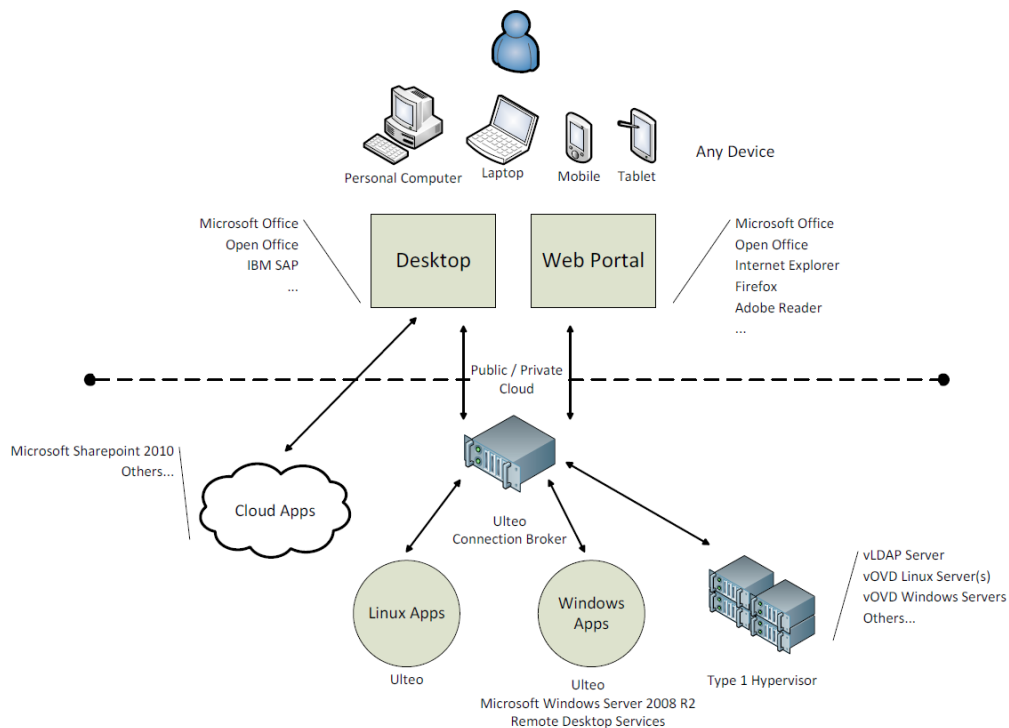 Personal Computer
Laptop
Mobile
Tablet
Any Device
Microsoft Office
Open Office
IBM SAP
...
Desktop
Web Portal
Microsoft Office
Open Office
Internet Explorer
Firefox
Adobe Reader
...
Public / Private
Cloud
Microsoft Sharepoint 2010
Others...
Cloud Apps
Ulteo
Connection Broker
Linux Apps
Ulteo
Windows
Apps
Ulteo
Microsoft Windows Server 2008 R2
Remote Desktop Services
Type 1 Hypervisor
vLDAP Server
vOVD Linux Server(s)
vOVD Windows Servers
Others...